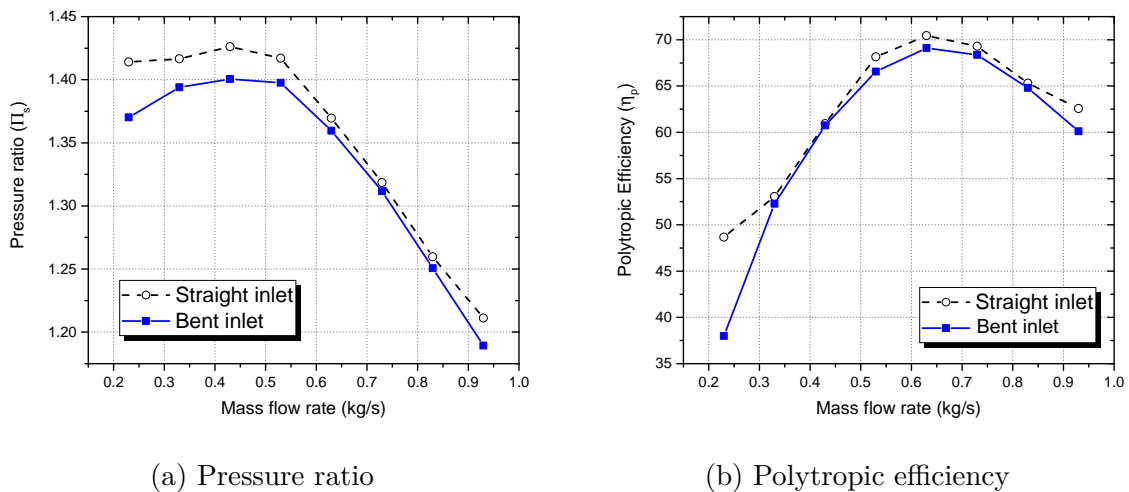 1.45
1.40
1.35
1.30
1.25
1.20
Pressure ratio (Πs)
0.2 0.3 0.4 0.5 0.6 0.7 0.8 0.9 1.0
Mass flow rate (kg/s)
Straight inlet
Bent inlet
(a) Pressure ratio
70
65
60
55
50
45
40
35
Polytropic Efficiency (ηp)
0.2 0.3 0.4 0.5 0.6 0.7 0.8 0.9 1.0
Mass flow rate (kg/s)
Straight inlet
Bent inlet
(b) Polytropic efficiency